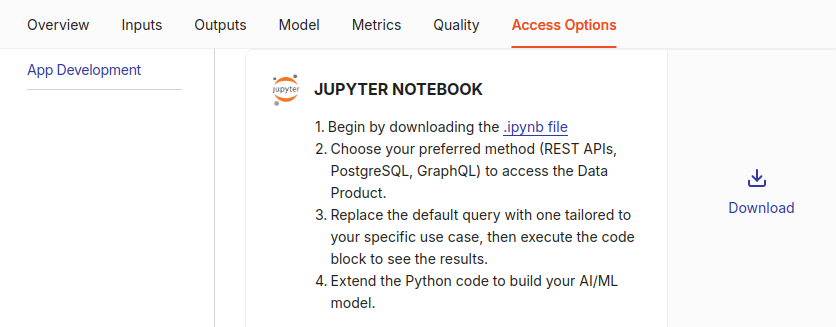 Overview Inputs Outputs Model Metrics Quality Access Options
App Development
jupyter
JUPYTER NOTEBOOK
1. Begin by downloading the .ipynb file
2. Choose your preferred method (REST APIs,
PostgreSQL, GraphQL) to access the Data
Product.
3. Replace the default query with one tailored to
your specific use case, then execute the code
block to see the results.
4. Extend the Python code to build your AI/ML
model.
Download